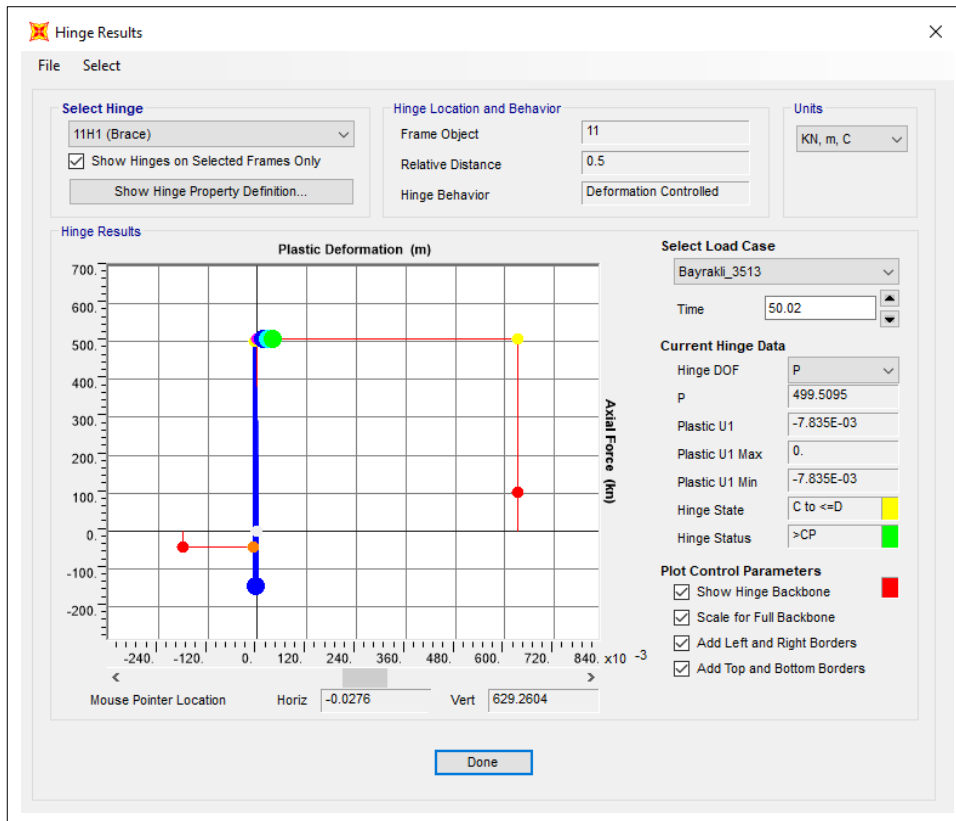 Hinge Results
File Select
Select Hinge
11H1 (Brace)
Show Hinges on Selected Frames Only
Show Hinge Property Definition...
Hinge Location and Behavior
Frame Object 11
Relative Distance 0.5
Hinge Behavior Deformation Controlled
Units
KN, m, C
Hinge Results
Plastic Deformation (m)
700.
600.
500.
400.
300.
200.
100.
0.
-100.
-200.
Axial Force (kn)
-240. -120. 0. 120. 240. 360. 480. 600. 720. 840. x10 -3
< >
Mouse Pointer Location Horiz -0.0276 Vert 629.2604
Select Load Case
Bayrakli_3513
Time 50.02
Current Hinge Data
Hinge DOF P
P 499.5095
Plastic U1 -7.835E-03
Plastic U1 Max 0.
Plastic U1 Min -7.835E-03
Hinge State C to <=D
Hinge Status >CP
Plot Control Parameters
Show Hinge Backbone
Scale for Full Backbone
Add Left and Right Borders
Add Top and Bottom Borders
Done